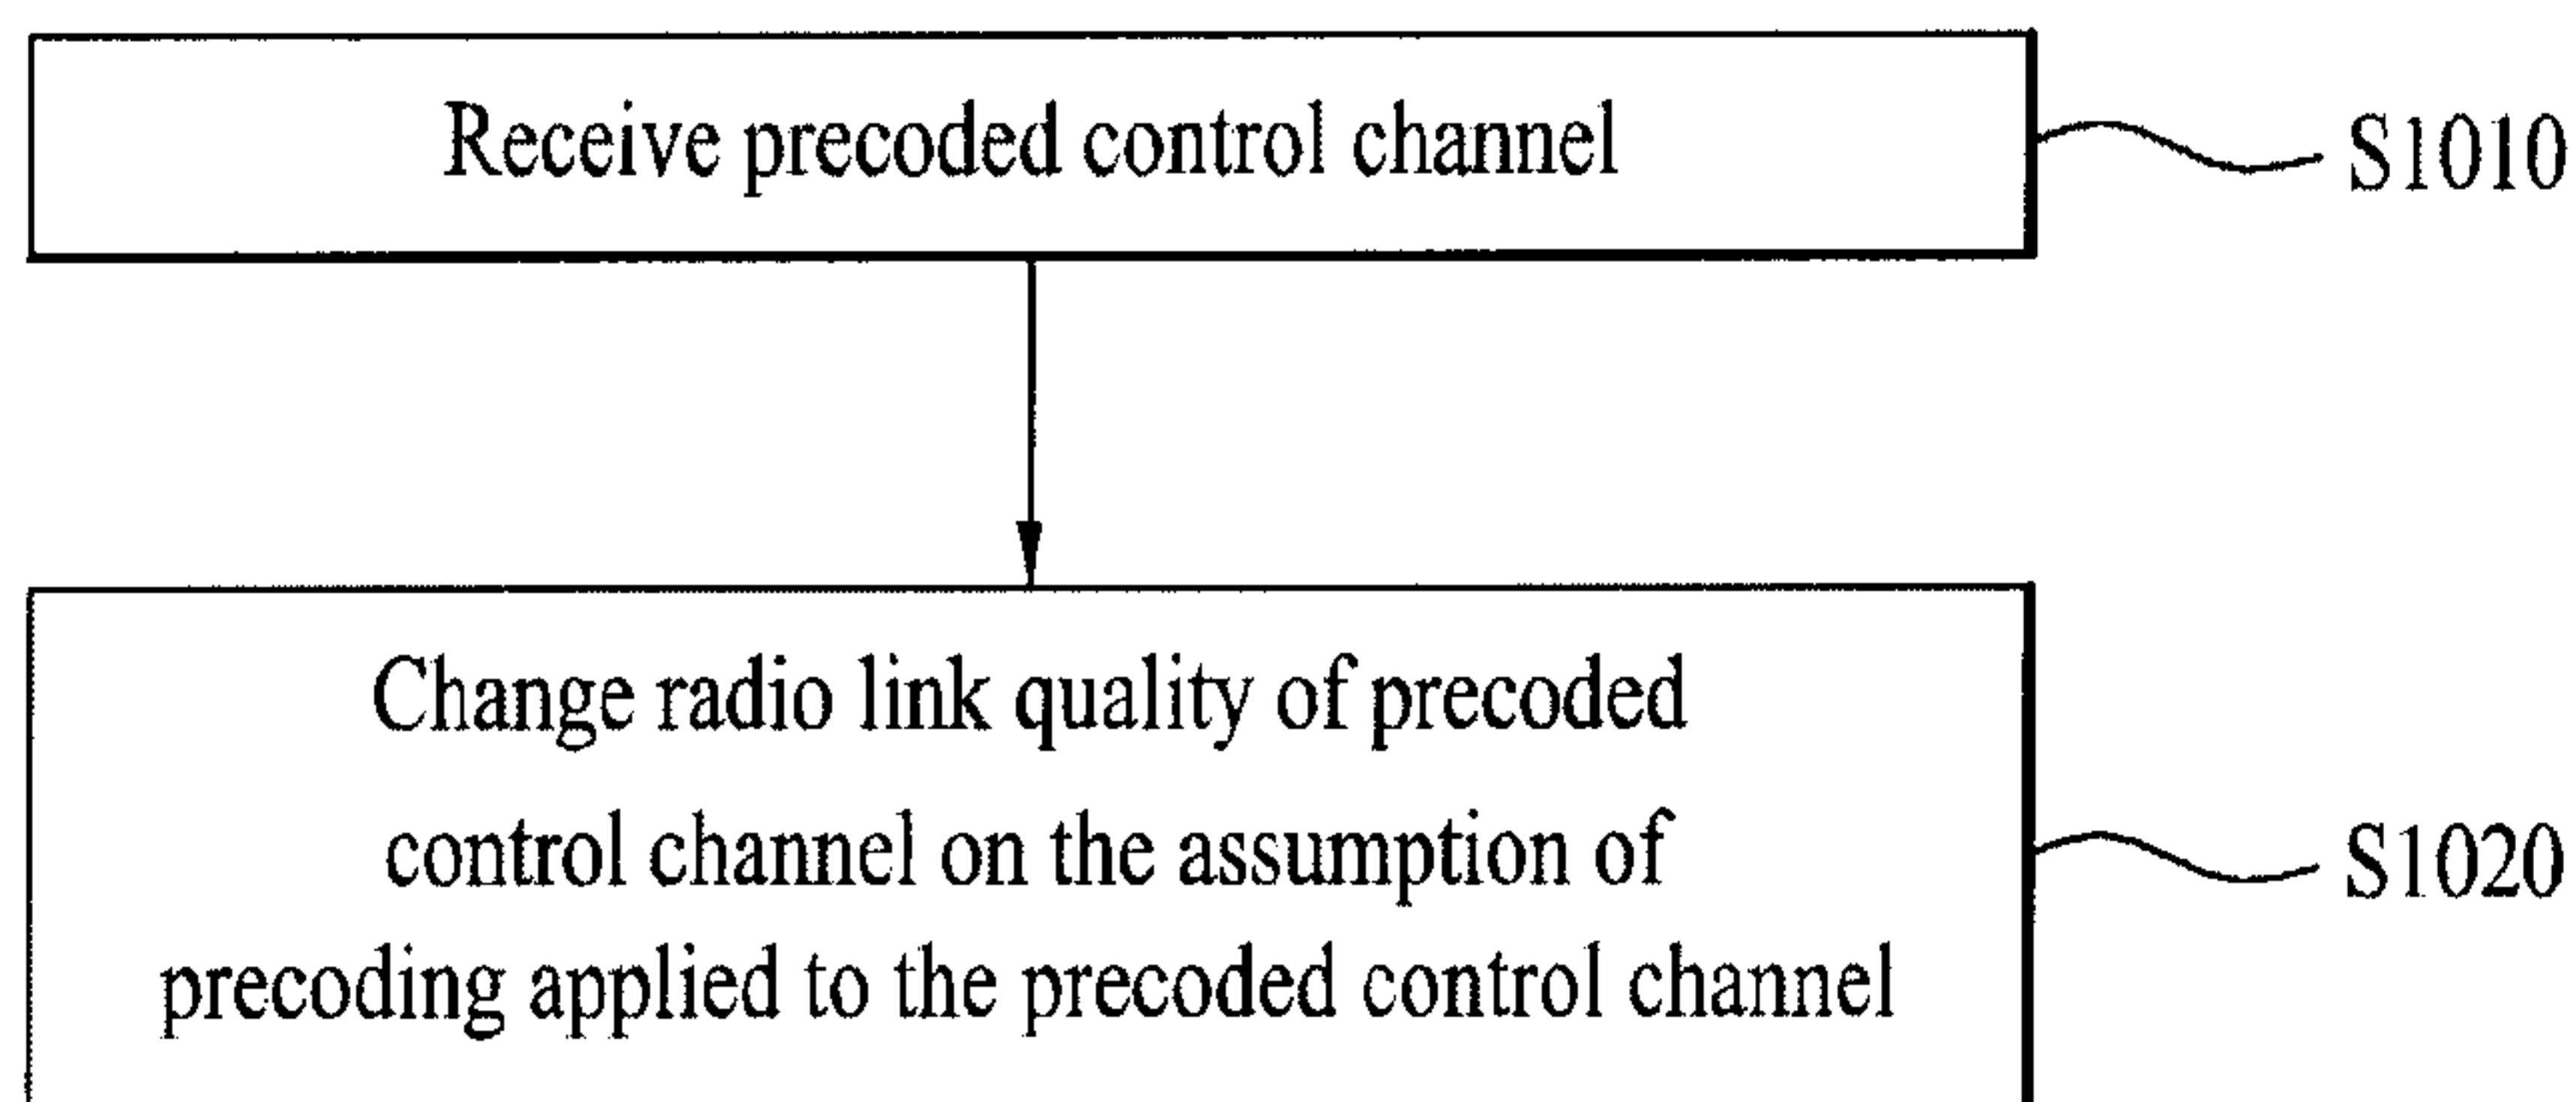 Receive precoded control channel
S1010
Change radio link quality of precoded
control channel on the assumption of
S1020
precoding applied to the precoded control channel